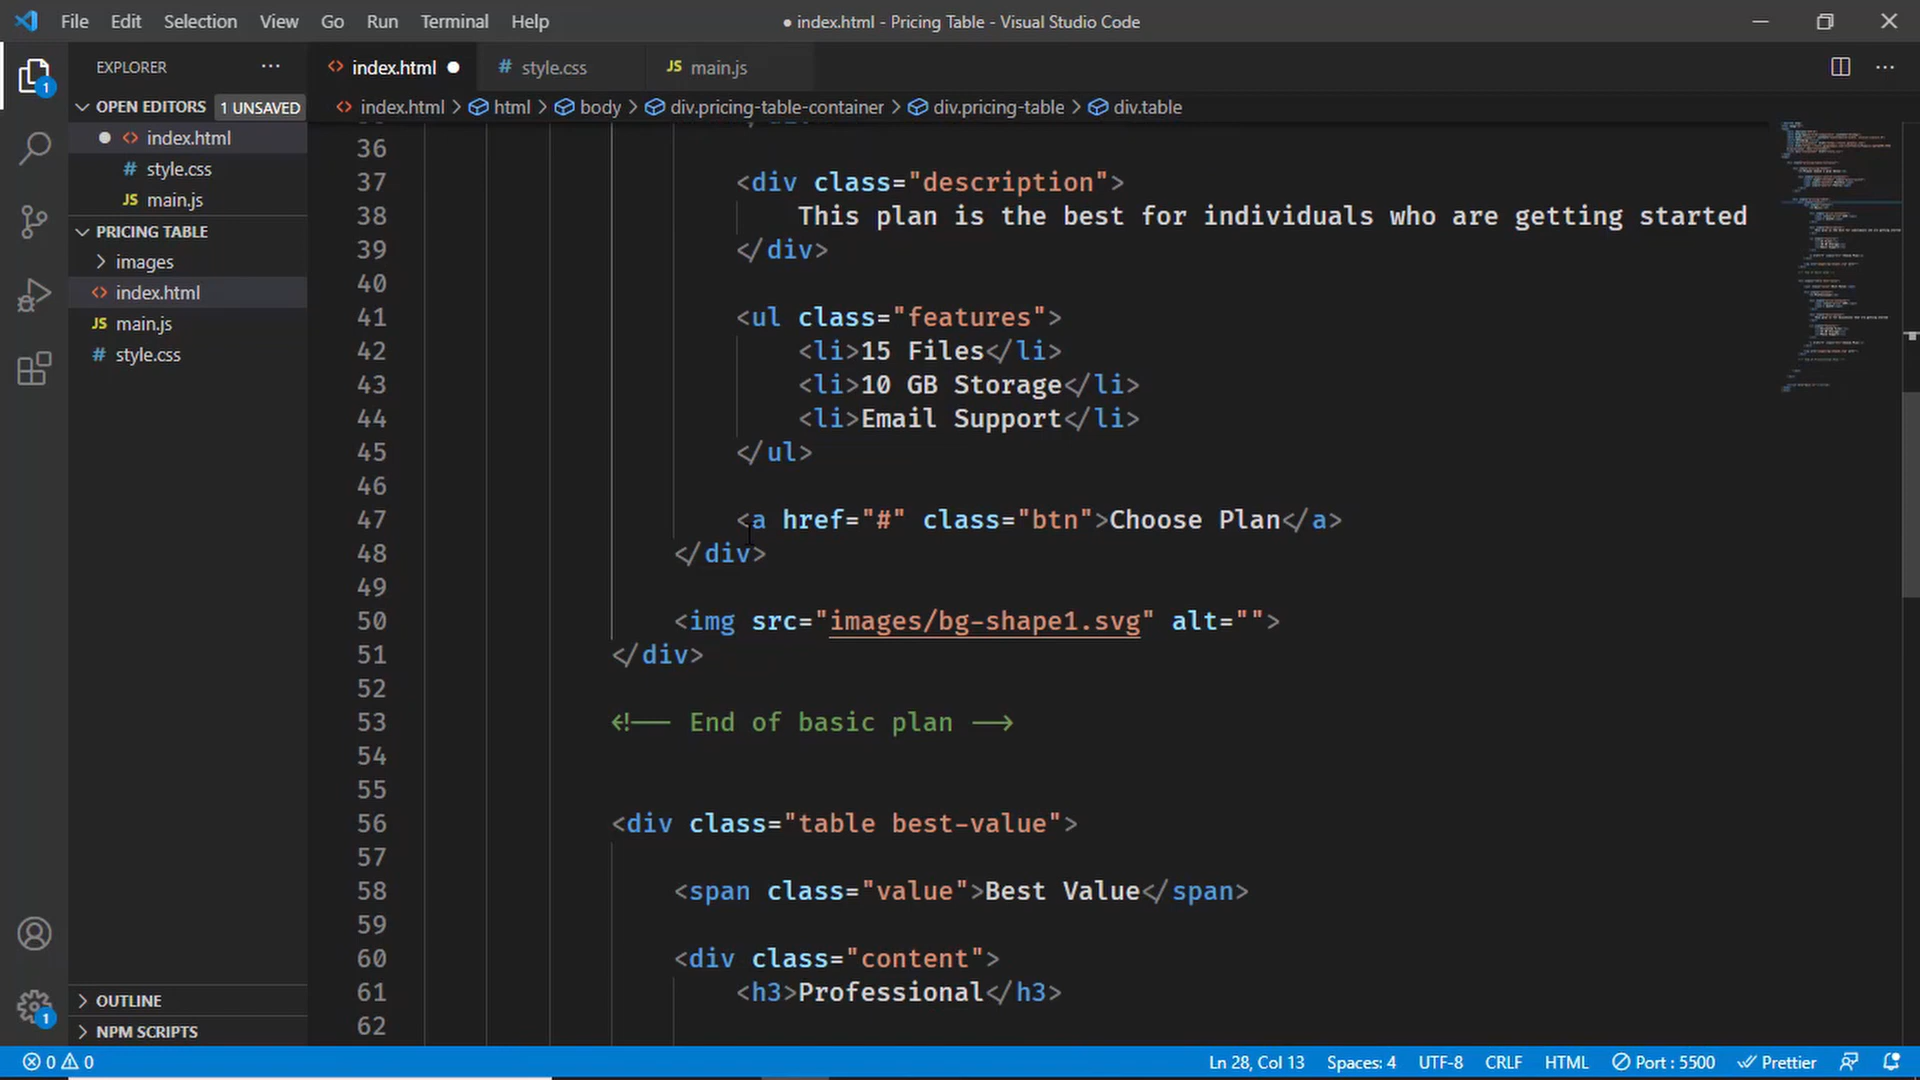 File Edit Selection View Go Run Terminal Help ● index.html - Pricing Table - Visual Studio Code
EXPLORER ···
index.html ●
# style.css
JS main.js
OPEN EDITORS 1 UNSAVED
index.html > html > body > div.pricing-table-container > div.pricing-table > div.table
● index.html
# style.css
JS main.js
PRICING TABLE
images
index.html
JS main.js
# style.css
36
37 <div class="description">
38 This plan is the best for individuals who are getting started
39 </div>
40
41 <ul class="features">
42 <li>15 Files</li>
43 <li>10 GB Storage</li>
44 <li>Email Support</li>
45 </ul>
46
47 <a href="#" class="btn">Choose Plan</a>
48 </div>
49
50 <img src="images/bg-shape1.svg" alt="">
51 </div>
52
53 <!-- End of basic plan -->
54
55
56 <div class="table best-value">
57
58 <span class="value">Best Value</span>
59
60 <div class="content">
61 <h3>Professional</h3>
62
1
1
OUTLINE
NPM SCRIPTS
0 0 Ln 28, Col 13 Spaces: 4 UTF-8 CRLF HTML Port : 5500 Prettier